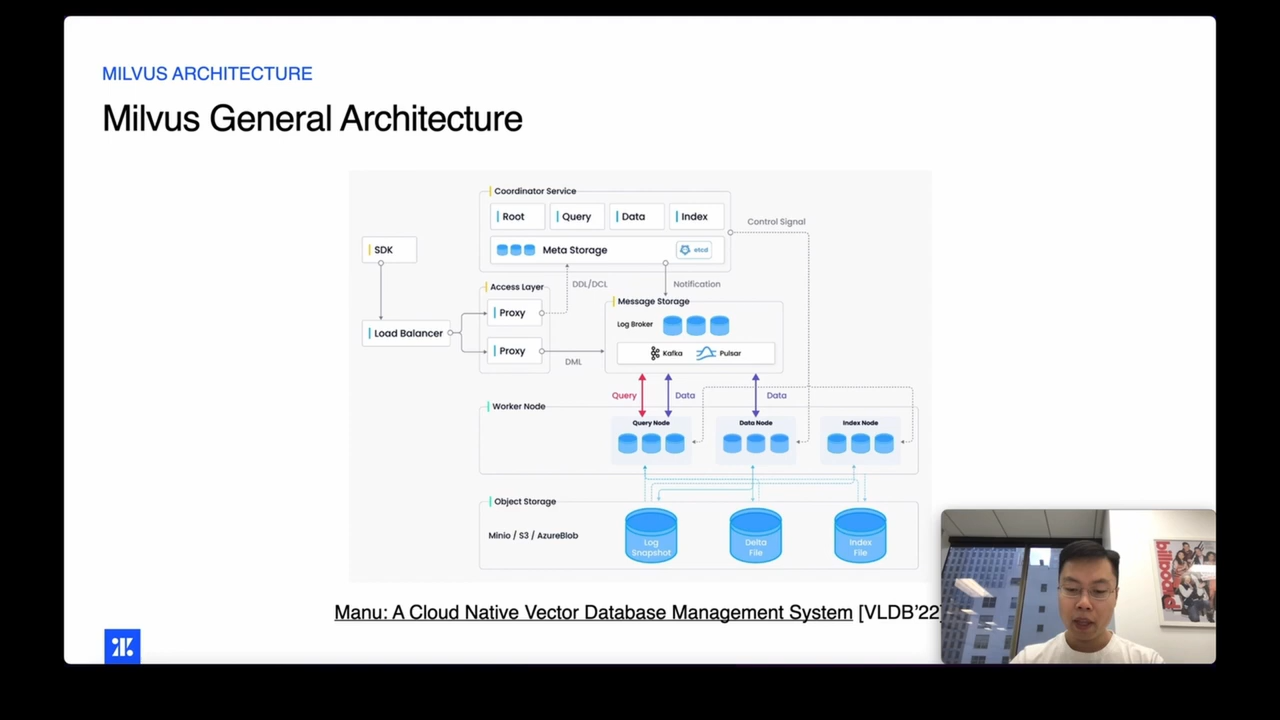 MILVUS ARCHITECTURE
Milvus General Architecture
Coordinator Service
Root
Query
Data
Index
Meta Storage
etcd
Control Signal
SDK
Access Layer
DDL/DCL
Notification
Message Storage
Proxy
Log Broker
Load Balancer
Proxy
DML
Kafka
Pulsar
Query
Data
Data
Worker Node
Query Node
Data Node
Index Node
Object Storage
Minio / S3 / AzureBlob
Log
Snapshot
Delta
File
Index
File
Manu: A Cloud Native Vector Database Management System [VLDB'22]
billboard